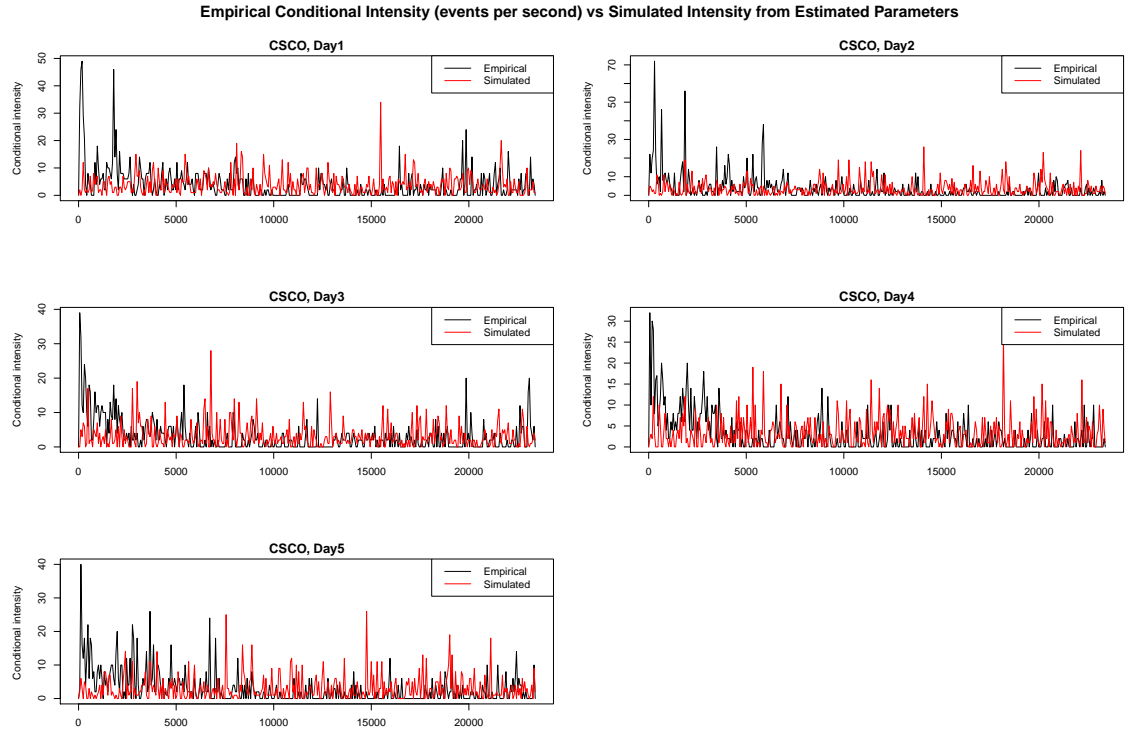 Empirical Conditional Intensity (events per second) vs Simulated Intensity from Estimated Parameters
CSCO, Day1
Conditional intensity
0 10 20 30 40 50
0 5000 10000 15000 20000
Empirical
Simulated
CSCO, Day2
Conditional intensity
0 10 30 50 70
0 5000 10000 15000 20000
Empirical
Simulated
CSCO, Day3
Conditional intensity
0 10 20 30 40
0 5000 10000 15000 20000
Empirical
Simulated
CSCO, Day4
Conditional intensity
0 5 10 15 20 25 30
0 5000 10000 15000 20000
Empirical
Simulated
CSCO, Day5
Conditional intensity
0 10 20 30 40
0 5000 10000 15000 20000
Empirical
Simulated